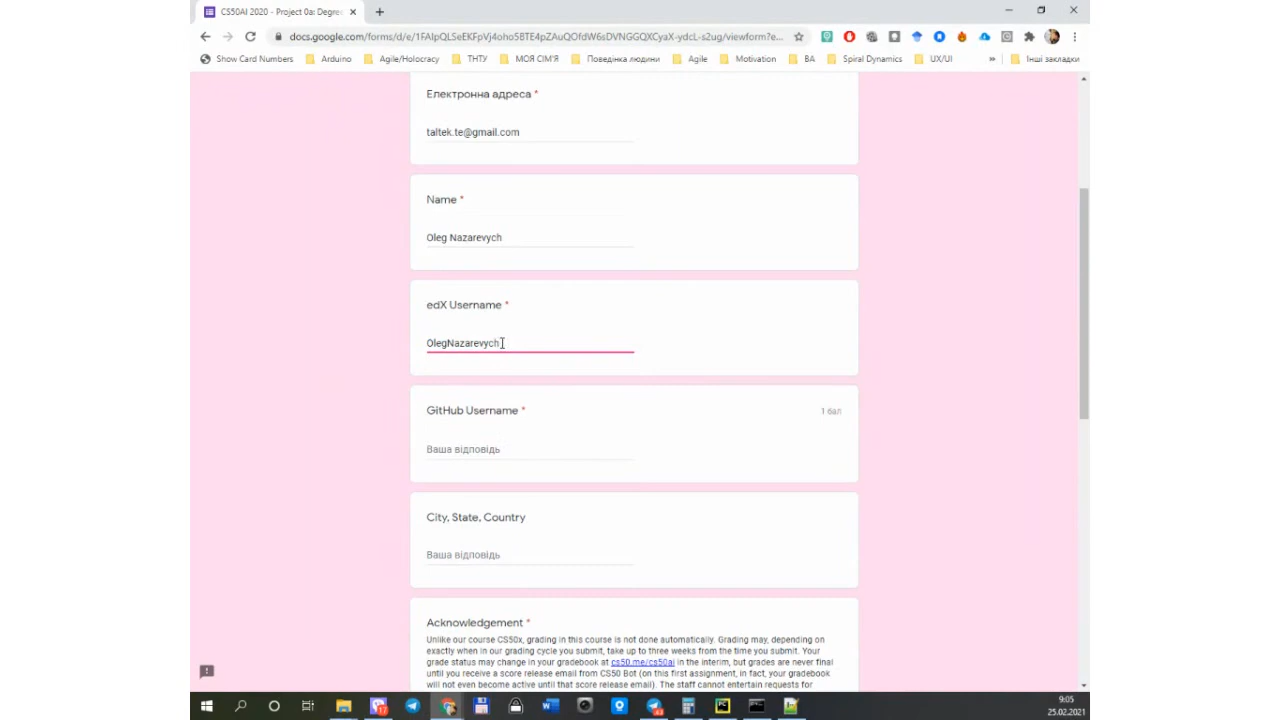 CS50AI 2020 - Project 0a: Degre
docs.google.com/forms/d/e/1FAIpQLSeEKFpVj4oho5BTE4pZAuQOfdW6sDVNGGQXCyaX-ydcL-s2ug/viewform?e...
Show Card Numbers Arduino Agile/Holocracy ТНТУ МОЯ СІМ'Я Поведінка людини Agile Motivation BA Spiral Dynamics UX/UI » Інші закладки
Електронна адреса *
taltek.te@gmail.com
Name *
Oleg Nazarevych
edX Username *
OlegNazarevych
GitHub Username *
1 бал
Ваша відповідь
City, State, Country
Ваша відповідь
Acknowledgement *
Unlike our course CS50x, grading in this course is not done automatically. Grading may, depending on
exactly when in our grading cycle you submit, take up to three weeks from the time you submit. Your
grade status may change in your gradebook at cs50.me/cs50ai in the interim, but grades are never final
until you receive a score release email from CS50 Bot (on this first assignment, in fact, your gradebook
will not even become active until that score release email). The staff cannot entertain requests for
9:05
25.02.2021